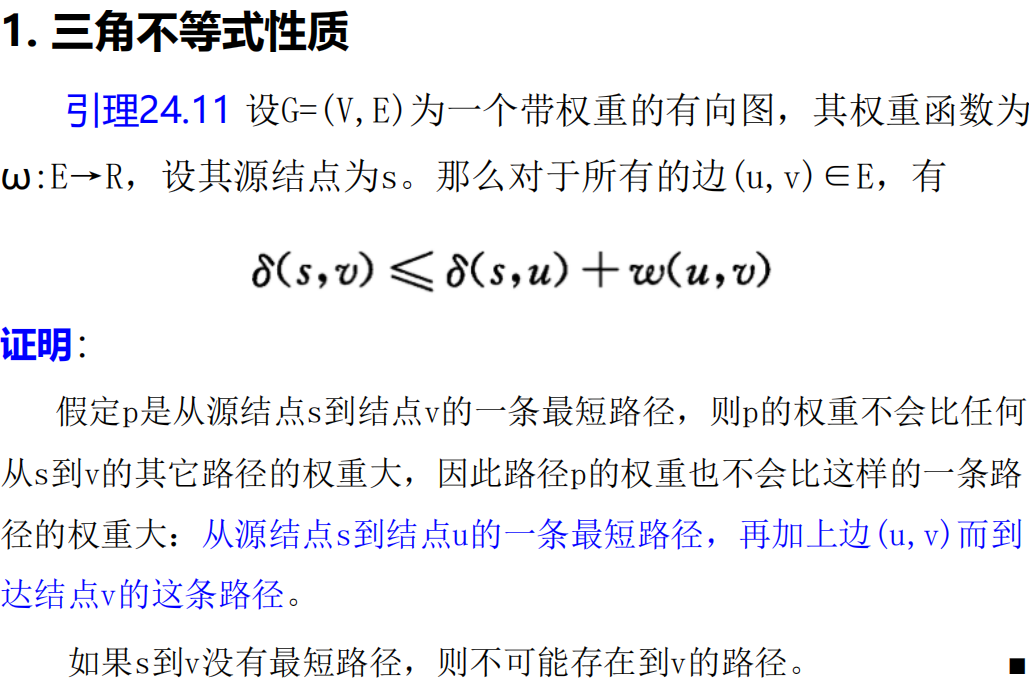 1. 三角不等式性质
引理24.11 设G=(V,E)为一个带权重的有向图，其权重函数为
ω:E→R，设其源结点为s。那么对于所有的边(u,v)∈E，有
δ(s,v)⩽δ(s,u)+w(u,v)
证明：
假定p是从源结点s到结点v的一条最短路径，则p的权重不会比任何
从s到v的其它路径的权重大，因此路径p的权重也不会比这样的一条路
径的权重大：从源结点s到结点u的一条最短路径，再加上边(u,v)而到
达结点v的这条路径。
如果s到v没有最短路径，则不可能存在到v的路径。 ■